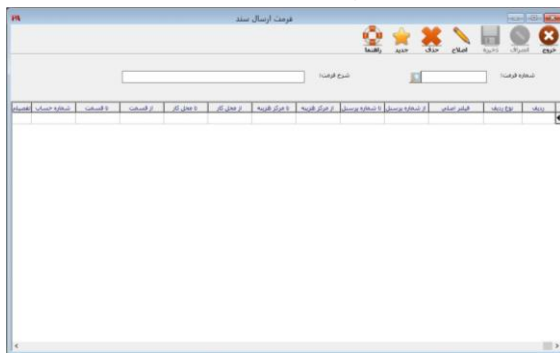 فرمت ارسال سند
خروج انصراف ذخیره اصلاح حذف جدید راهنما
شماره فرمت: شرح فرمت:
ردیف نوع ردیف فیلتر اصلی از شماره پرسنل تا شماره پرسنل از مرکز هزینه تا مرکز هزینه از محل کار تا محل کار از قسمت تا قسمت شماره حساب